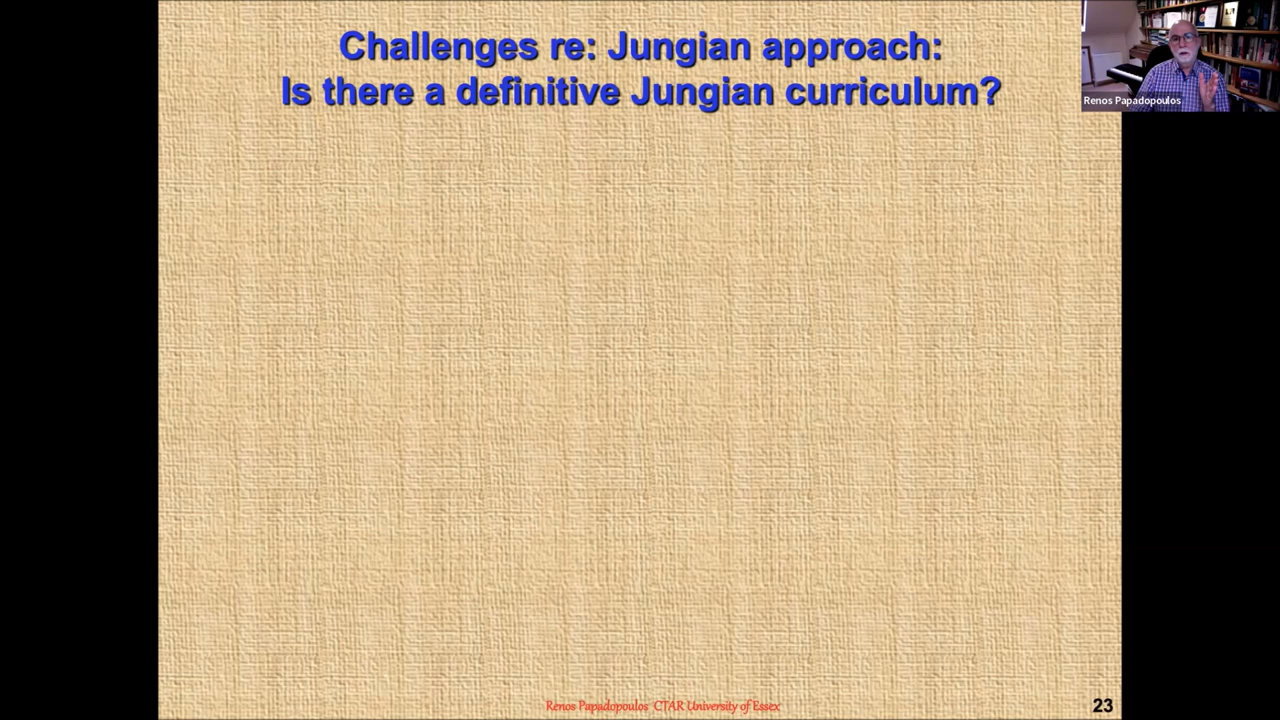 Challenges re: Jungian approach:
Is there a definitive Jungian curriculum?
Renos Papadopoulos
Renos Papadopoulos CTAR University of Essex
23